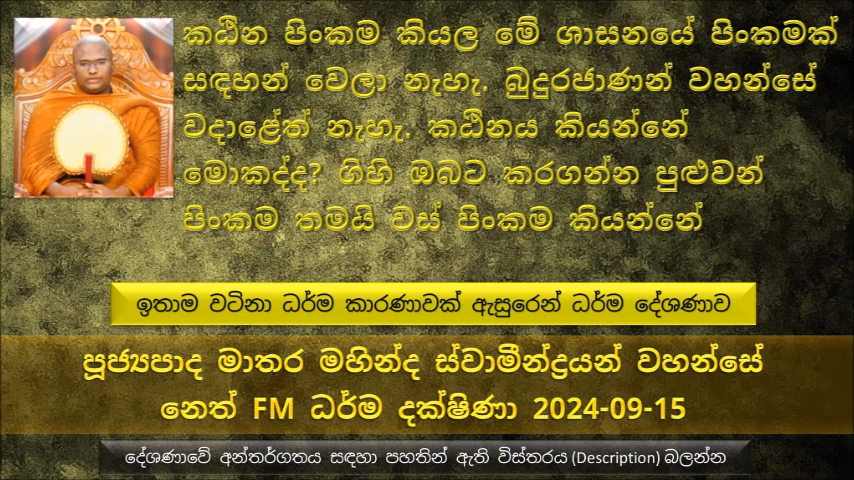 කඨින පිංකම කියල මේ ශාසනයේ පිංකමක්
සඳහන් වෙලා නැහැ. බුදුරජාණන් වහන්සේ
වදාළේත් නැහැ. කඨිනය කියන්නේ
මොකද්ද? ගිහි ඔබට කරගන්න පුළුවන්
පිංකම තමයි වස් පිංකම කියන්නේ
ඉතාම වටිනා ධර්ම කාරණාවක් ඇසුරෙන් ධර්ම දේශණාව
පූජ්‍යපාද මාතර මහින්ද ස්වාමීන්ද්‍රයන් වහන්සේ
නෙත් FM ධර්ම දක්ෂිණා 2024-09-15
දේශණාවේ අන්තර්ගතය සඳහා පහතින් ඇති විස්තරය (Description) බලන්න